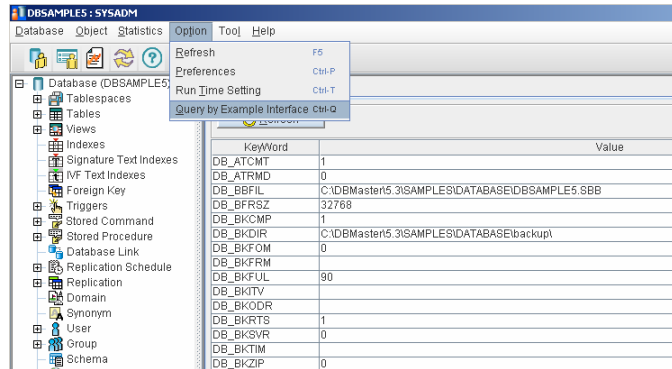 DBSAMPLE5 : SYSADM
Database Object Statistics Option Tool Help
Refresh F5
Preferences Ctrl-P
Run Time Setting Ctrl-T
Query by Example Interface Ctrl-Q
Database (DBSAMPLE5)
Tablespaces
Tables
Views
Indexes
Signature Text Indexes
IVF Text Indexes
Foreign Key
Triggers
Stored Command
Stored Procedure
Database Link
Replication Schedule
Replication
Domain
Synonym
User
Group
Schema
Refresh
KeyWord Value
DB_ATCMT 1
DB_ATRMD 0
DB_BBFIL C:\DBMaster\5.3\SAMPLES\DATABASE\DBSAMPLE5.SBB
DB_BFRSZ 32768
DB_BKCMP 1
DB_BKDIR C:\DBMaster\5.3\SAMPLES\DATABASE\backup\
DB_BKFOM 0
DB_BKFRM
DB_BKFUL 90
DB_BKITV
DB_BKODR
DB_BKRTS 1
DB_BKSVR 0
DB_BKTIM
DB_BKZIP 0